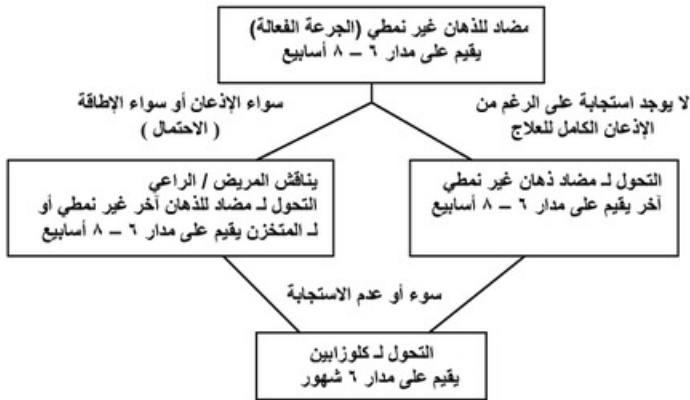 مضاد للذهان غير نمطي (الجرعة الفعالة)
يقيم على مدار ٦ – ٨ أسابيع
لا يوجد استجابة على الرغم من
الإذعان الكامل للعلاج
سواء الإذعان أو سواء الإطاقة
( الاحتمال )
التحول لـ مضاد ذهان غير نمطي
آخر يقيم على مدار ٦ – ٨ أسابيع
يناقش المريض / الراعي
التحول لـ مضاد للذهان آخر غير نمطي أو
لـ المتخزن يقيم على مدار ٦ – ٨ أسابيع
سوء أو عدم الاستجابة
التحول لـ كلوزابين
يقيم على مدار ٦ شهور